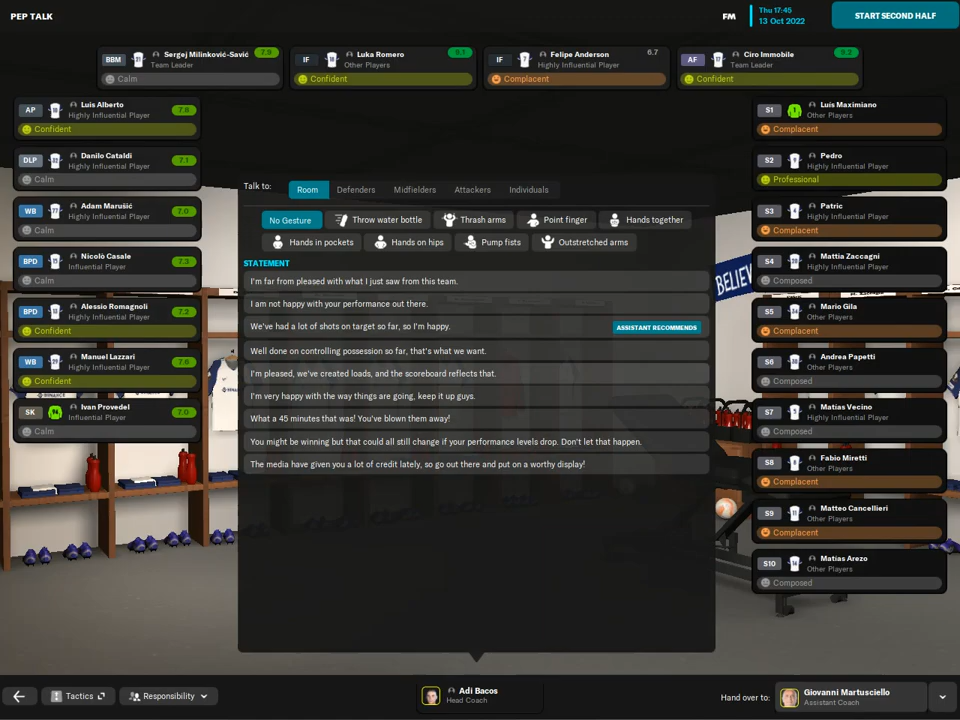 PEP TALK
FM
Thu 17:45
13 Oct 2022
START SECOND HALF
BBM
Sergej Milinković-Savić
7.9
Team Leader
Calm
IF
Luka Romero
9.1
Other Players
Confident
IF
Felipe Anderson
6.7
Highly Influential Player
Complacent
AF
Ciro Immobile
9.2
Team Leader
Confident
AP
Luis Alberto
7.8
Highly Influential Player
Confident
DLP
Danilo Cataldi
7.1
Highly Influential Player
Calm
WB
Adam Marušić
7.0
Highly Influential Player
Calm
BPD
Nicolò Casale
7.3
Influential Player
Calm
BPD
Alessio Romagnoli
7.2
Highly Influential Player
Confident
WB
Manuel Lazzari
7.6
Highly Influential Player
Confident
SK
Ivan Provedel
7.0
Influential Player
Calm
Talk to:
Room
Defenders
Midfielders
Attackers
Individuals
No Gesture
Throw water bottle
Thrash arms
Point finger
Hands together
Hands in pockets
Hands on hips
Pump fists
Outstretched arms
STATEMENT
I'm far from pleased with what I just saw from this team.
I am not happy with your performance out there.
We've had a lot of shots on target so far, so I'm happy.
ASSISTANT RECOMMENDS
Well done on controlling possession so far, that's what we want.
I'm pleased, we've created loads, and the scoreboard reflects that.
I'm very happy with the way things are going, keep it up guys.
What a 45 minutes that was! You've blown them away!
You might be winning but that could all still change if your performance levels drop. Don't let that happen.
The media have given you a lot of credit lately, so go out there and put on a worthy display!
S1
Luís Maximiano
Other Players
Complacent
S2
Pedro
Highly Influential Player
Professional
S3
Patric
Highly Influential Player
Complacent
S4
Mattia Zaccagni
Highly Influential Player
Composed
S5
Mario Gila
Other Players
Complacent
S6
Andrea Papetti
Other Players
Composed
S7
Matías Vecino
Highly Influential Player
Composed
S8
Fabio Miretti
Other Players
Complacent
S9
Matteo Cancellieri
Other Players
Complacent
S10
Matías Arezo
Other Players
Composed
BELIEV
Tactics
Responsibility
Adi Bacos
Head Coach
Hand over to:
Giovanni Martusciello
Assistant Coach